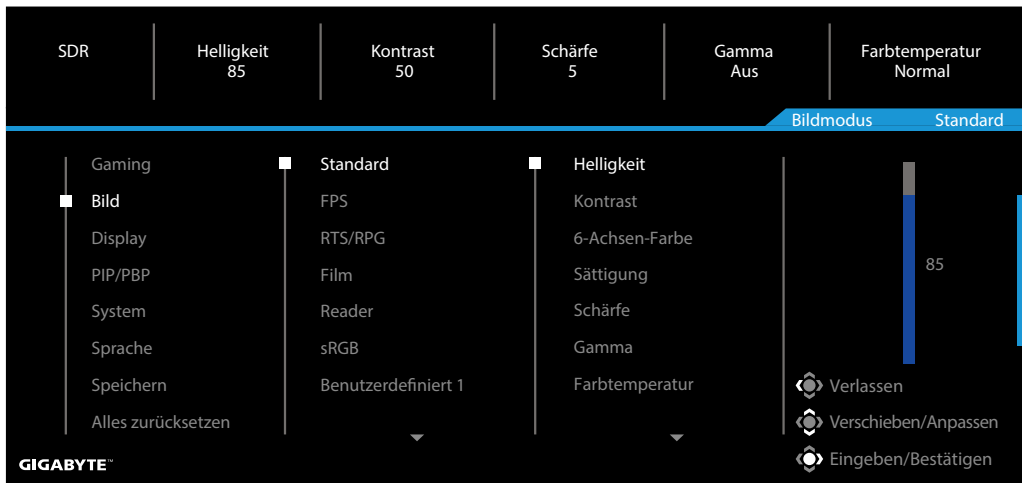 SDR
Helligkeit
85
Kontrast
50
Schärfe
5
Gamma
Aus
Farbtemperatur
Normal
Bildmodus Standard
Gaming
Bild
Display
PIP/PBP
System
Sprache
Speichern
Alles zurücksetzen
Standard
FPS
RTS/RPG
Film
Reader
sRGB
Benutzerdefiniert 1
Helligkeit
Kontrast
6-Achsen-Farbe
Sättigung
Schärfe
Gamma
Farbtemperatur
85
Verlassen
Verschieben/Anpassen
Eingeben/Bestätigen
GIGABYTE™